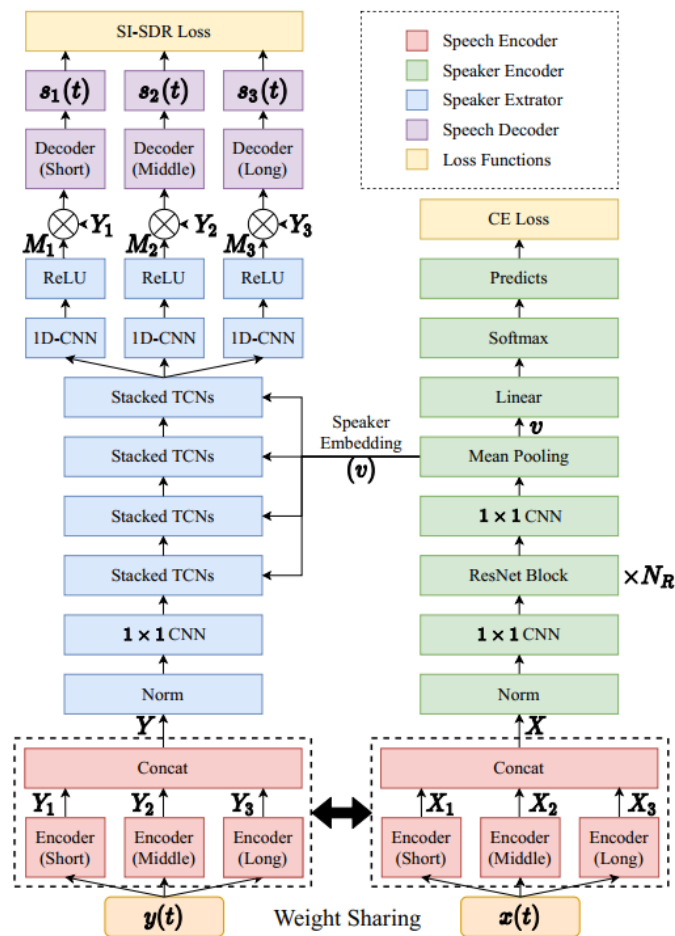 SI-SDR Loss
s₁(t) s₂(t) s₃(t)
Decoder (Short)
Decoder (Middle)
Decoder (Long)
Y₁ Y₂ Y₃
M₁ M₂ M₃
ReLU ReLU ReLU
1D-CNN 1D-CNN 1D-CNN
Stacked TCNs
Stacked TCNs
Stacked TCNs
Stacked TCNs
1 × 1 CNN
Norm
Y
Concat
Y₁ Y₂ Y₃
Encoder (Short)
Encoder (Middle)
Encoder (Long)
y(t)
Speech Encoder
Speaker Encoder
Speaker Extrator
Speech Decoder
Loss Functions
CE Loss
Predicts
Softmax
Linear
v
Speaker
Embedding
(v)
Mean Pooling
1 × 1 CNN
ResNet Block ×N_R
1 × 1 CNN
Norm
X
Concat
X₁ X₂ X₃
Encoder (Short)
Encoder (Middle)
Encoder (Long)
Weight Sharing
x(t)